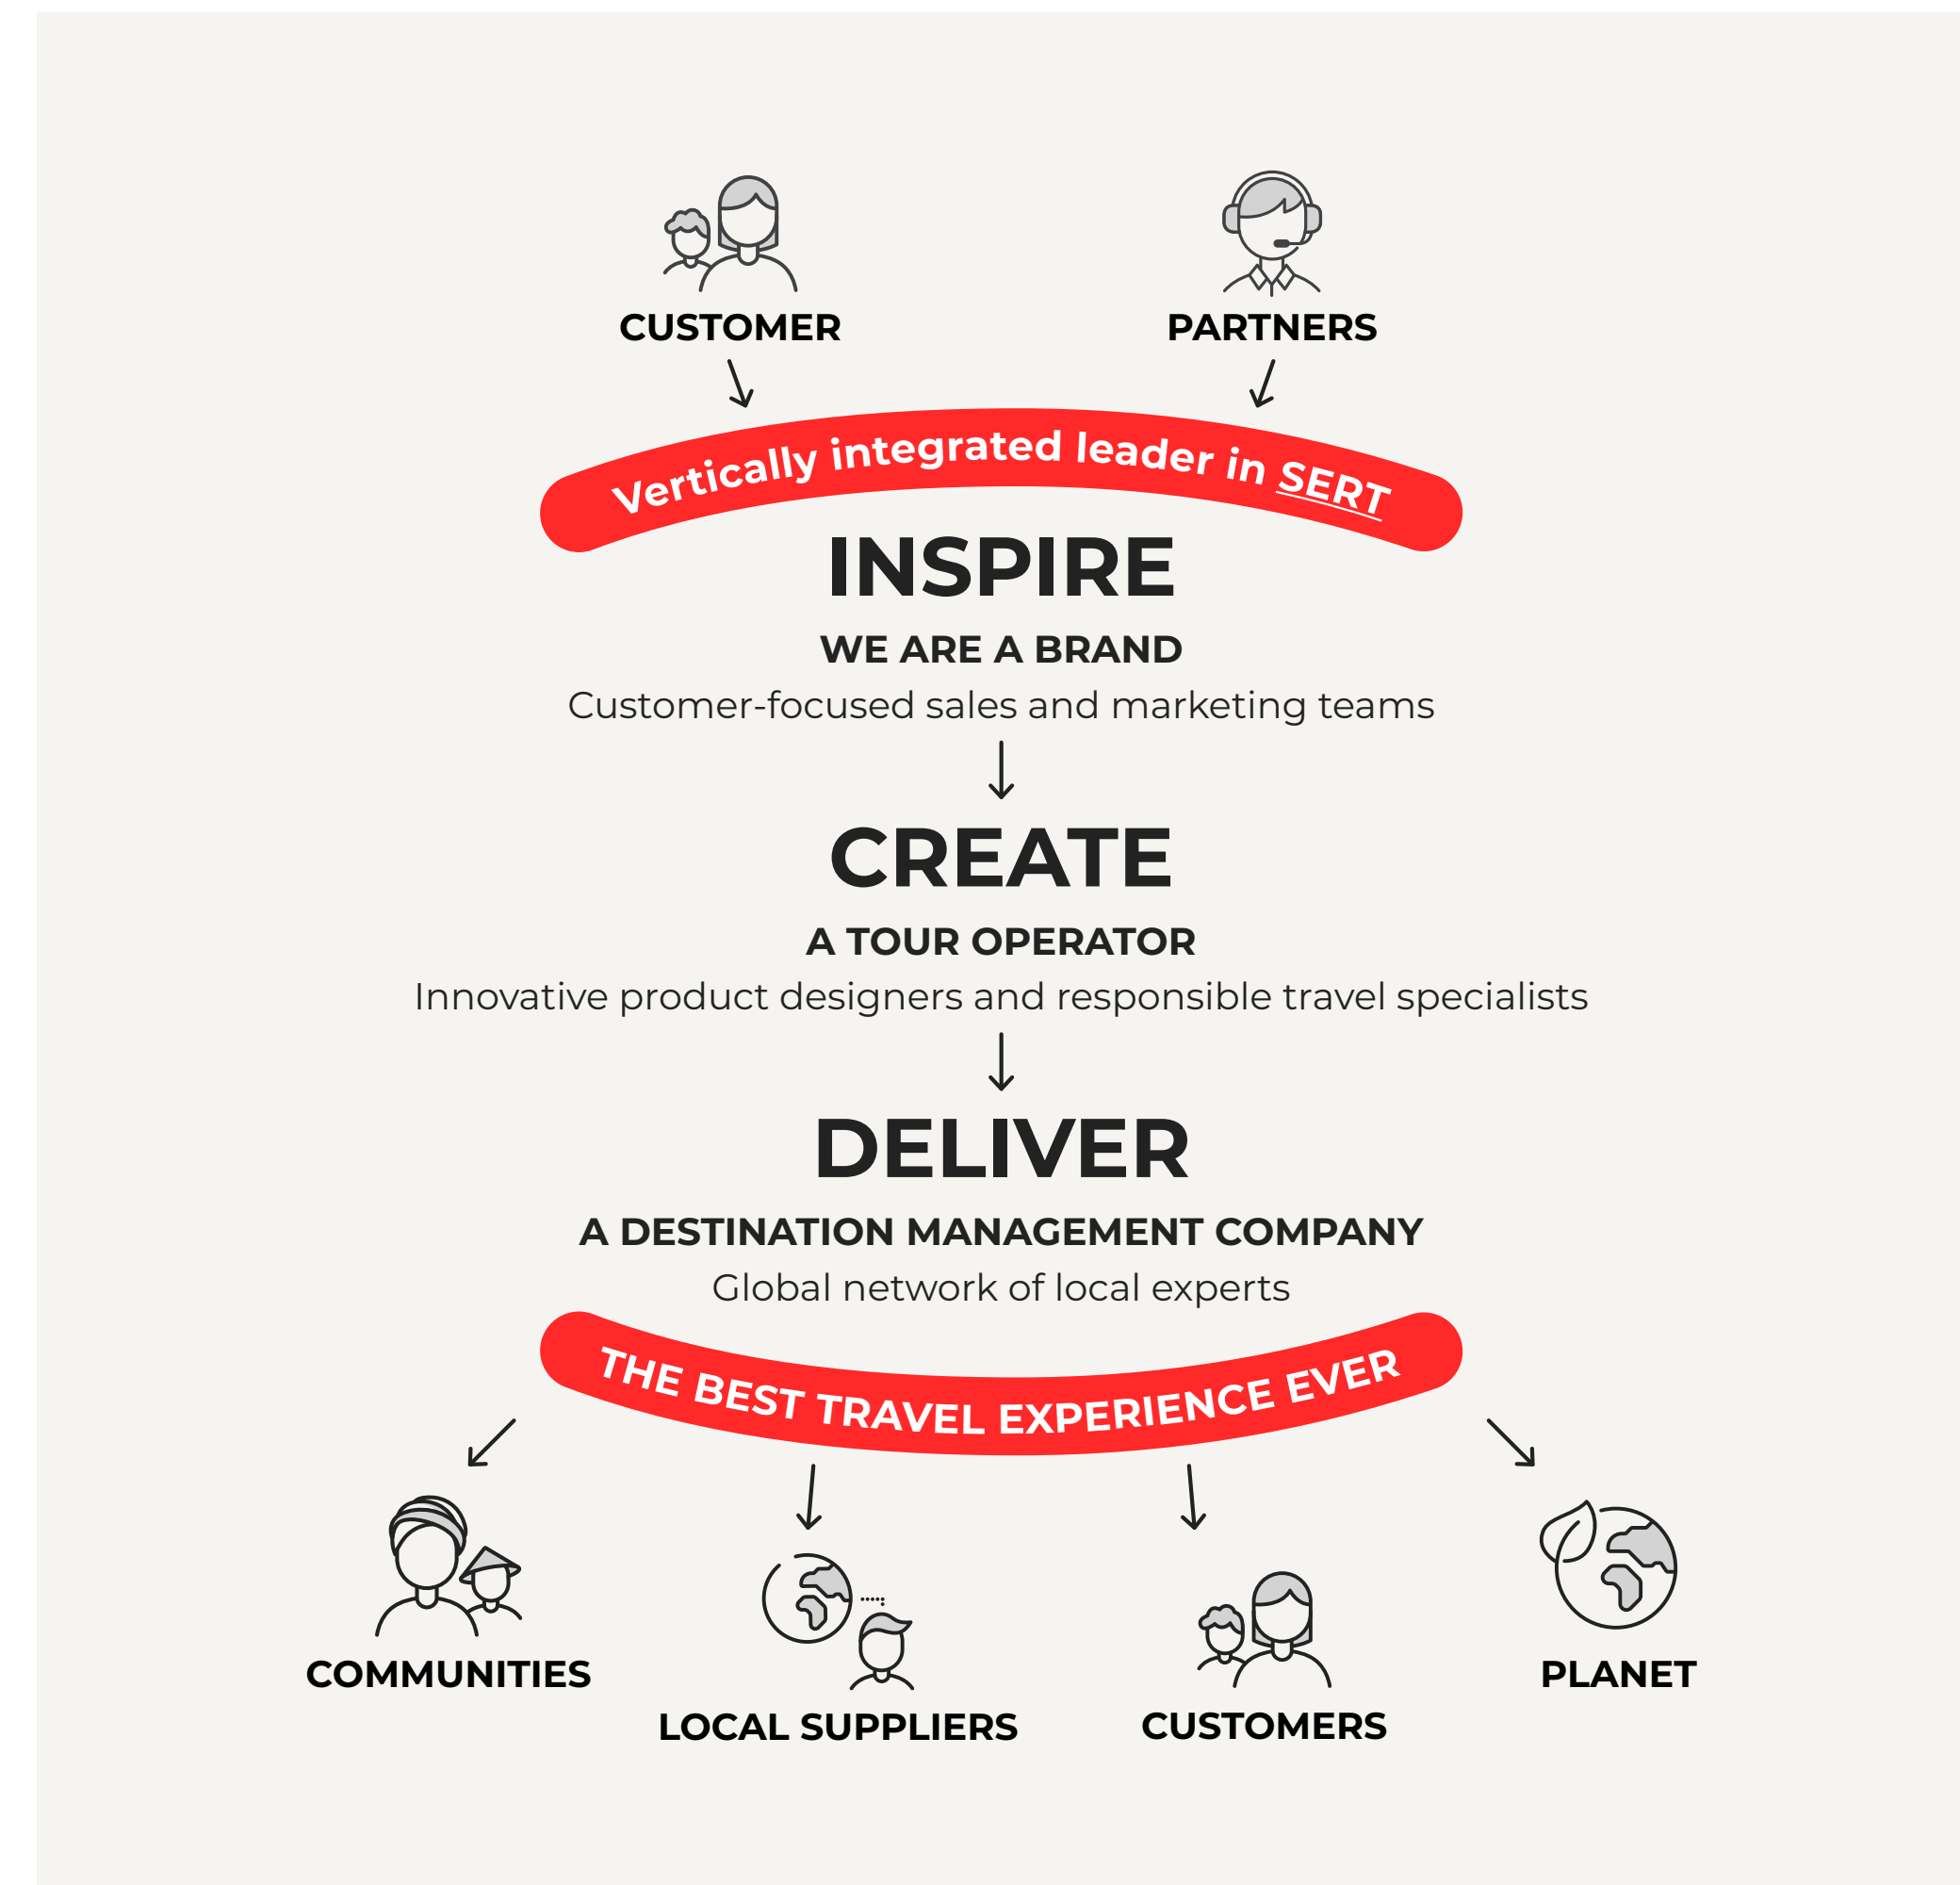 CUSTOMER
PARTNERS
Vertically integrated leader in SERT
INSPIRE
WE ARE A BRAND
Customer-focused sales and marketing teams
CREATE
A TOUR OPERATOR
Innovative product designers and responsible travel specialists
DELIVER
A DESTINATION MANAGEMENT COMPANY
Global network of local experts
THE BEST TRAVEL EXPERIENCE EVER
COMMUNITIES
LOCAL SUPPLIERS
CUSTOMERS
PLANET